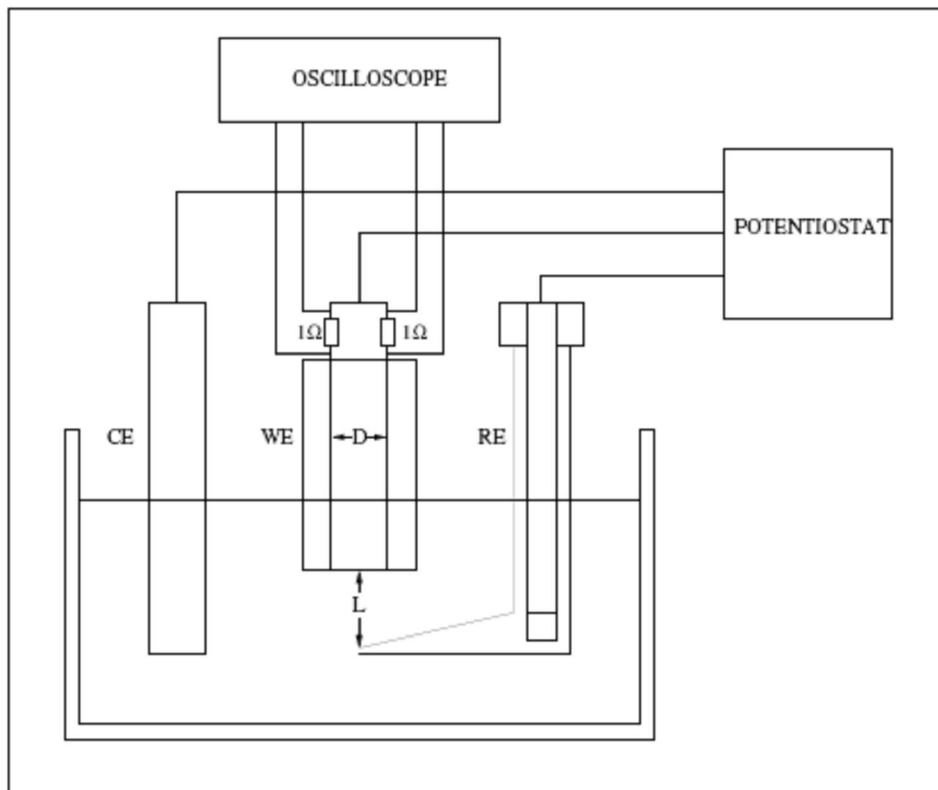 OSCILLOSCOPE
POTENTIOSTAT
1Ω 1Ω
CE WE D RE
L